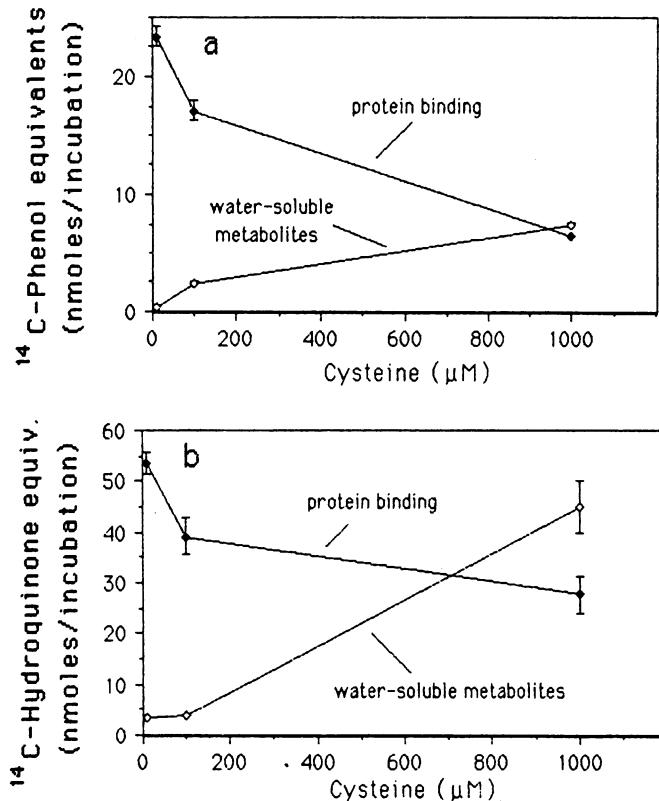 a
¹⁴C-Phenol equivalents
(nmoles/incubation)
20
10
0
protein binding
water-soluble
metabolites
0 200 400 600 800 1000
Cysteine (µM)
b
¹⁴C-Hydroquinone equiv.
(nmoles/incubation)
60
50
40
30
20
10
0
protein binding
water-soluble metabolites
0 200 400 600 800 1000
Cysteine (µM)